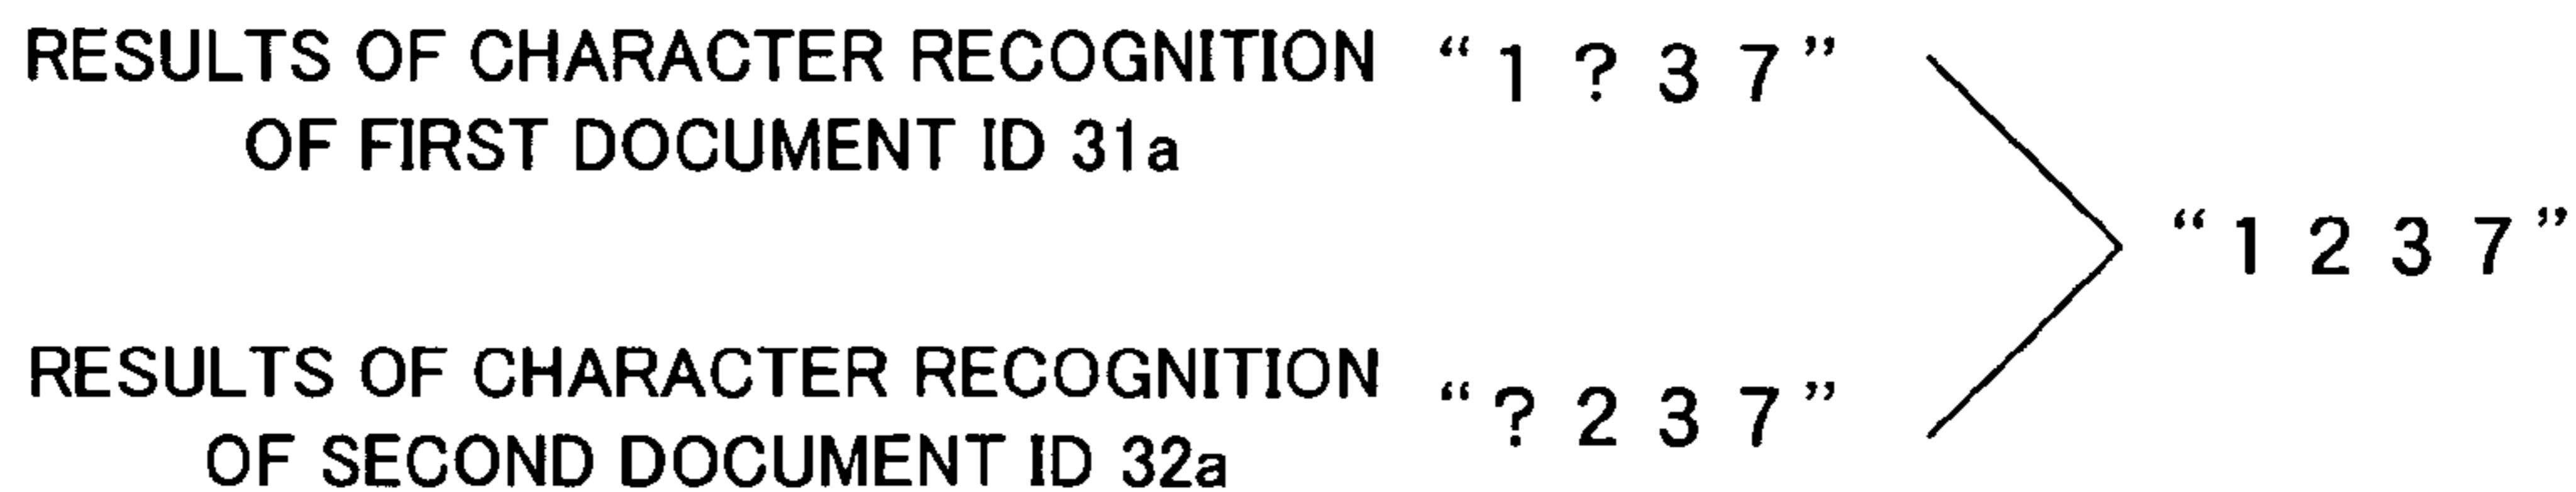 RESULTS OF CHARACTER RECOGNITION “1 ? 3 7”
OF FIRST DOCUMENT ID 31a
“1 2 3 7”
RESULTS OF CHARACTER RECOGNITION “? 2 3 7”
OF SECOND DOCUMENT ID 32a